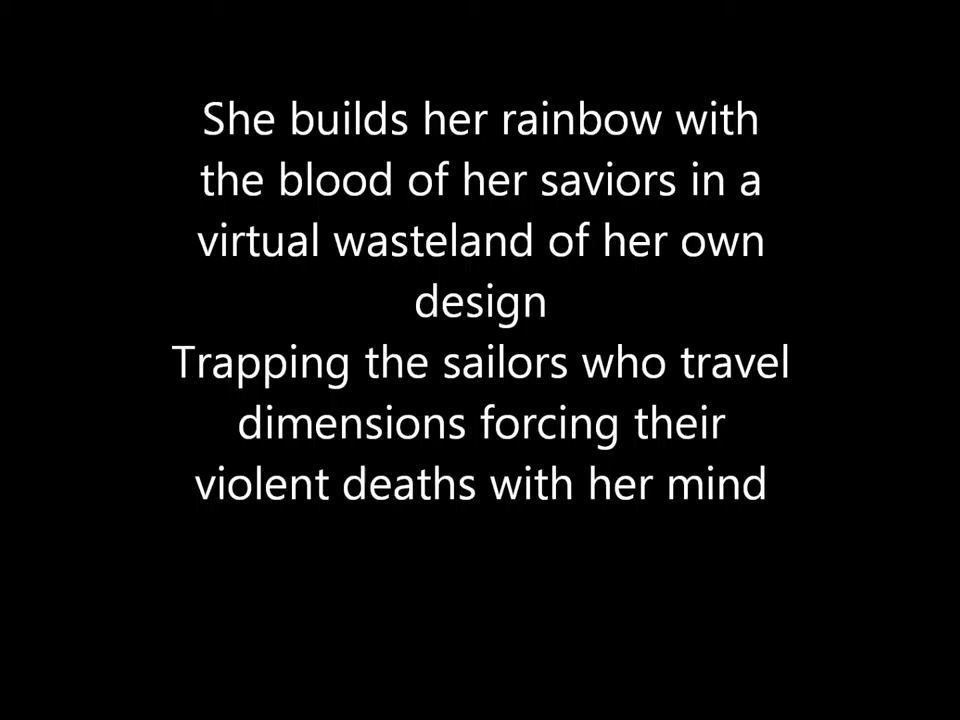 She builds her rainbow with
the blood of her saviors in a
virtual wasteland of her own
design
Trapping the sailors who travel
dimensions forcing their
violent deaths with her mind